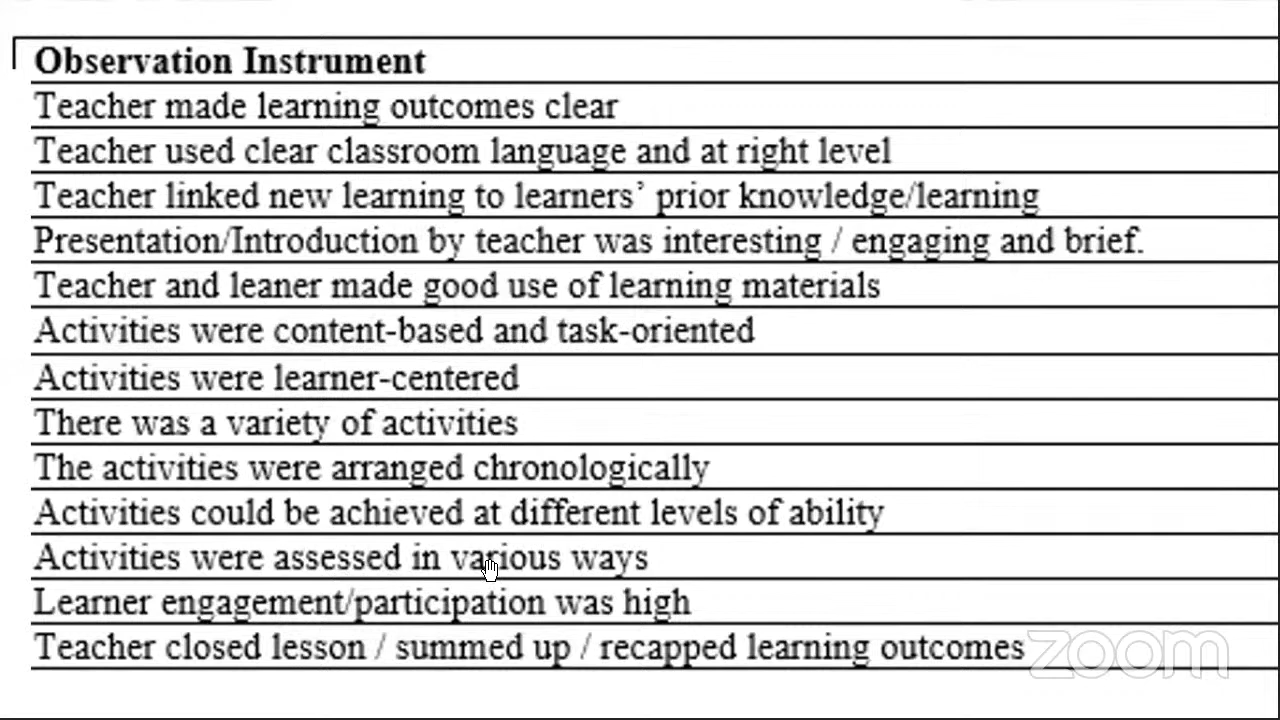 Observation Instrument
Teacher made learning outcomes clear
Teacher used clear classroom language and at right level
Teacher linked new learning to learners’ prior knowledge/learning
Presentation/Introduction by teacher was interesting / engaging and brief.
Teacher and leaner made good use of learning materials
Activities were content-based and task-oriented
Activities were learner-centered
There was a variety of activities
The activities were arranged chronologically
Activities could be achieved at different levels of ability
Activities were assessed in various ways
Learner engagement/participation was high
Teacher closed lesson / summed up / recapped learning outcomes
zoom